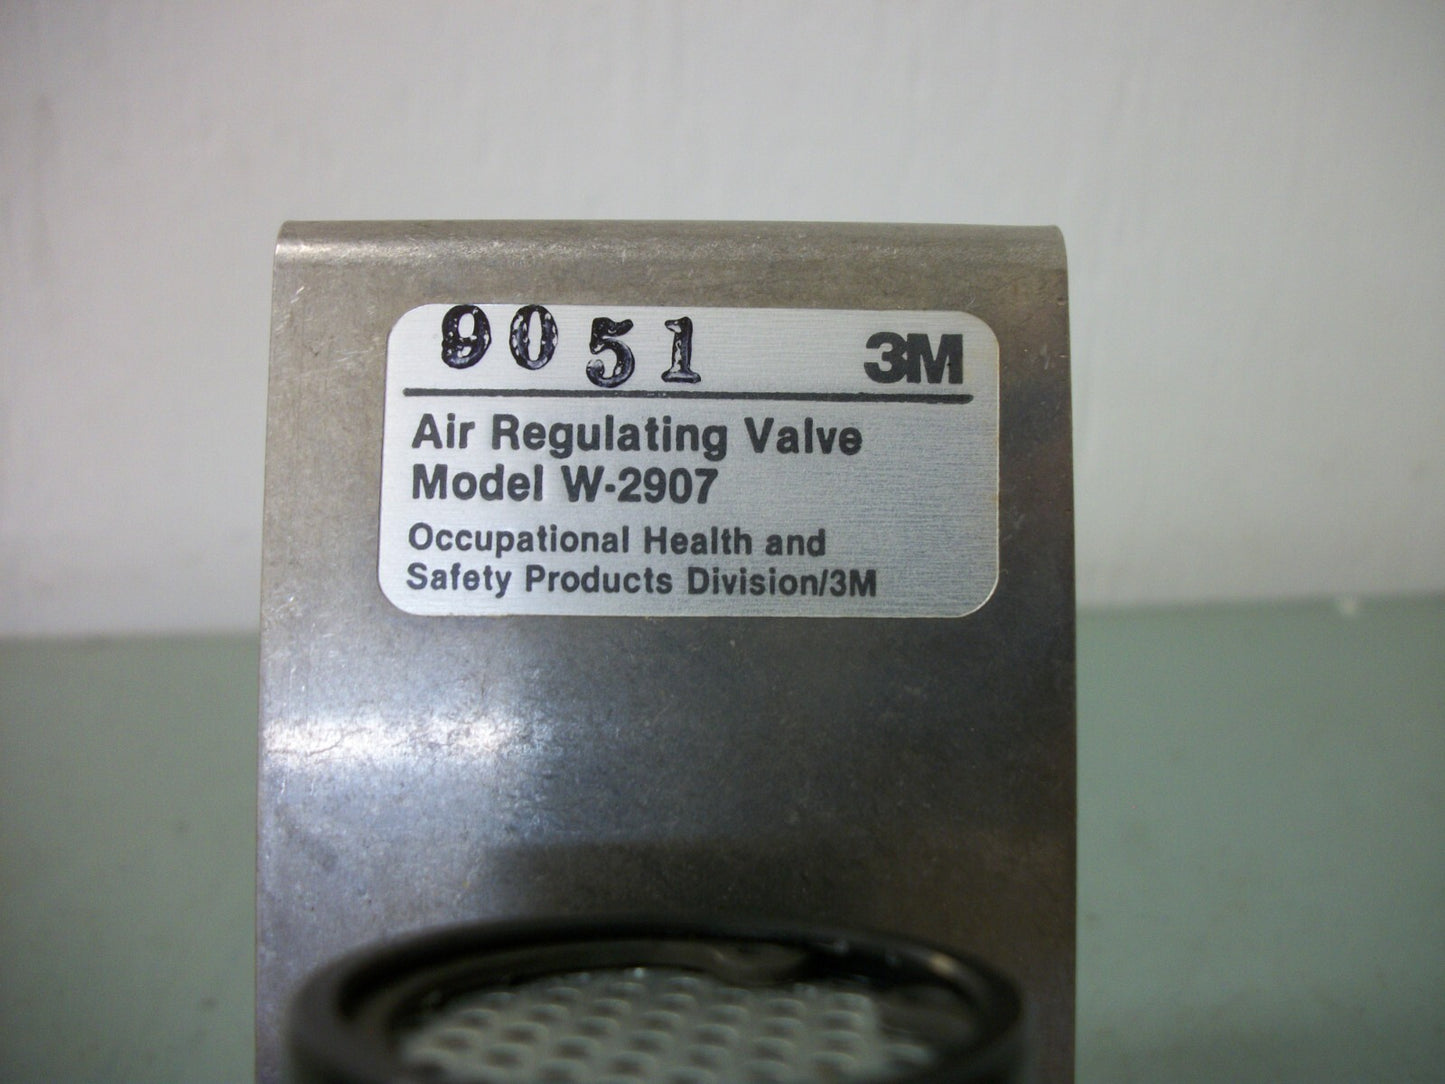 9051 3M
Air Regulating Valve
Model W-2907
Occupational Health and
Safety Products Division/3M